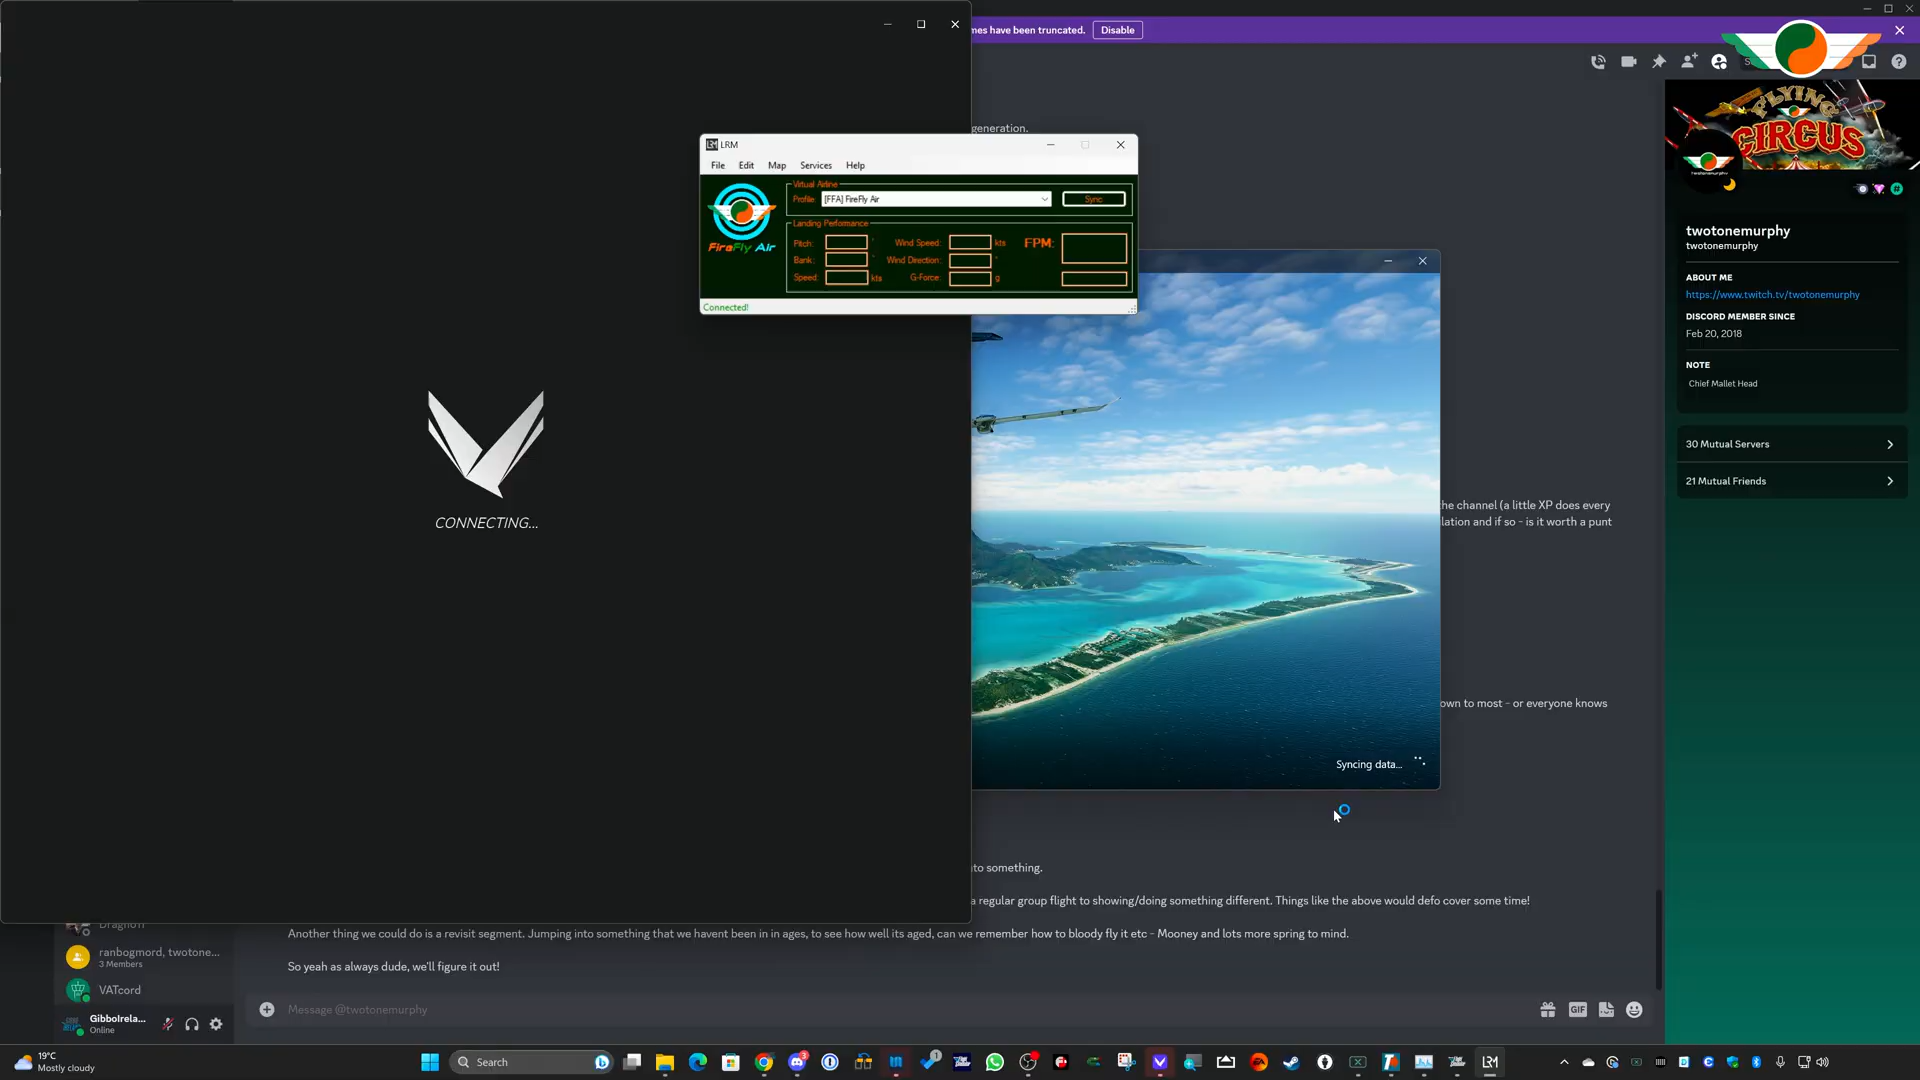 mes have been truncated.
Disable
generation.
LRM
File Edit Map Services Help
Virtual Airline
Profile: [FFA] FireFly Air
Sync
FireFly Air
Landing Performance
Pitch: ° Wind Speed: kts FPM:
Bank: ° Wind Direction: °
Speed: kts G-Force: g
Connected!
CONNECTING...
Syncing data...
FLYING
CIRCUS
twotonemurphy
twotonemurphy
ABOUT ME
https://www.twitch.tv/twotonemurphy
DISCORD MEMBER SINCE
Feb 20, 2018
NOTE
Chief Mallet Head
30 Mutual Servers
21 Mutual Friends
he channel (a little XP does every
lation and if so - is it worth a punt
own to most - or everyone knows
to something.
a regular group flight to showing/doing something different. Things like the above would defo cover some time!
Another thing we could do is a revisit segment. Jumping into something that we havent been in in ages, to see how well its aged, can we remember how to bloody fly it etc - Mooney and lots more spring to mind.
So yeah as always dude, we'll figure it out!
ranbogmord, twotone...
3 Members
VATcord
GibboIrela...
Online
Message @twotonemurphy
GIF
19°C
Mostly cloudy
Search
3
1
LRM